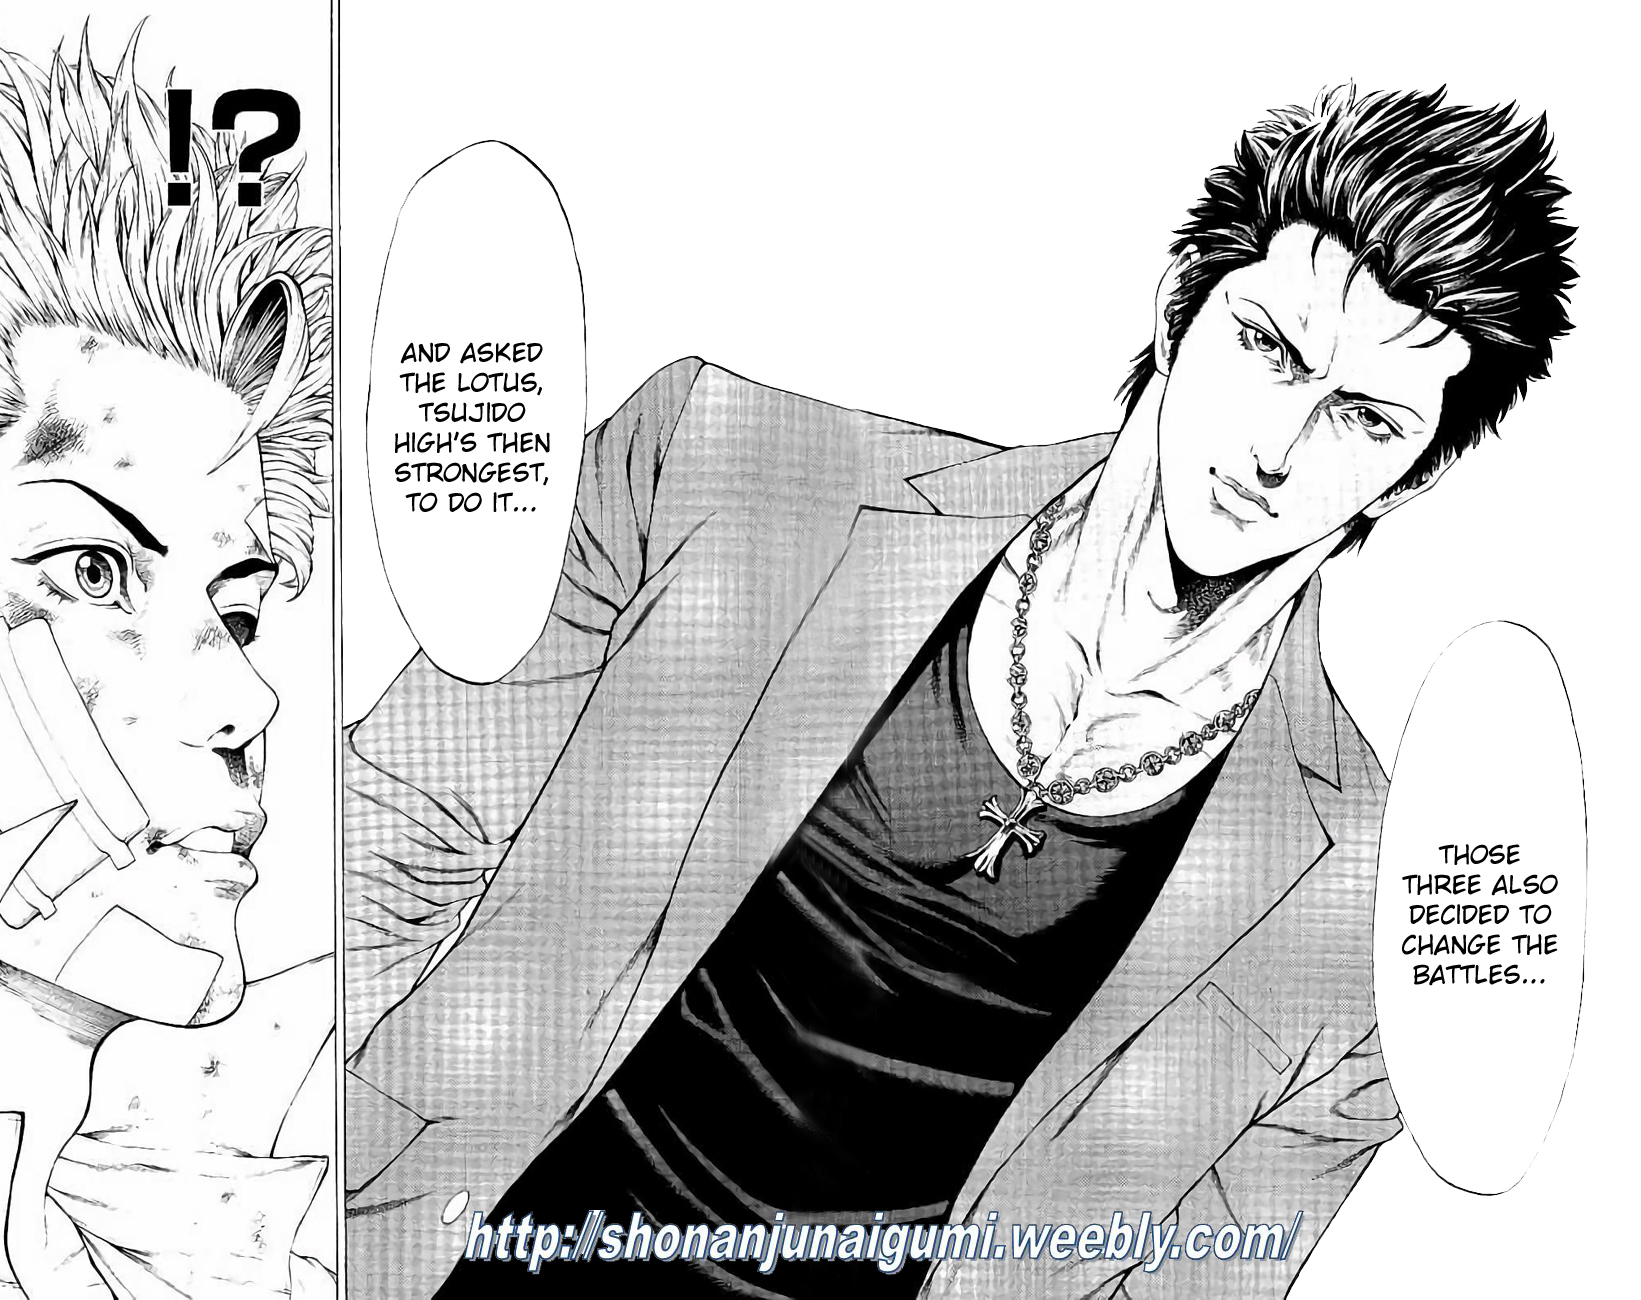 THOSE
THREE ALSO
DECIDED TO
CHANGE THE
BATTLES...
AND ASKED
THE LOTUS,
TSUJIDO
HIGH'S THEN
STRONGEST,
TO DO IT...
!?
http://shonanjunaigumi.weebly.com/